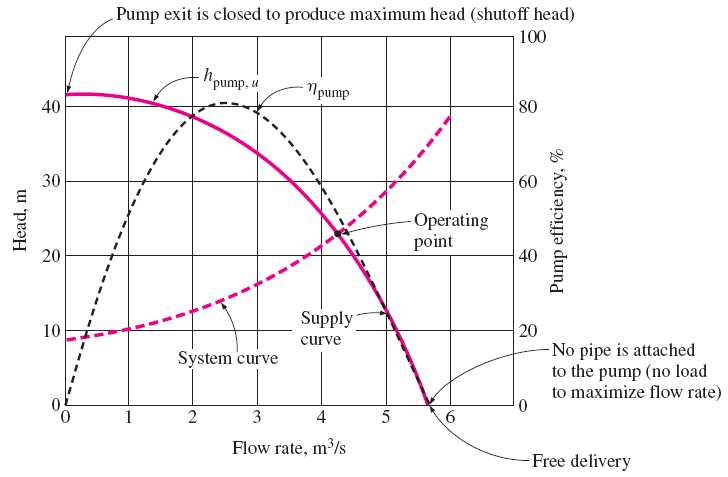 Pump exit is closed to produce maximum head (shutoff head)
100
h_pump, u
η_pump
40
80
30
60
Head, m
Pump efficiency, %
Operating
point
20
40
Supply
curve
10
20
System curve
No pipe is attached
to the pump (no load
to maximize flow rate)
0
0
0
1
2
3
4
5
6
Flow rate, m³/s
Free delivery